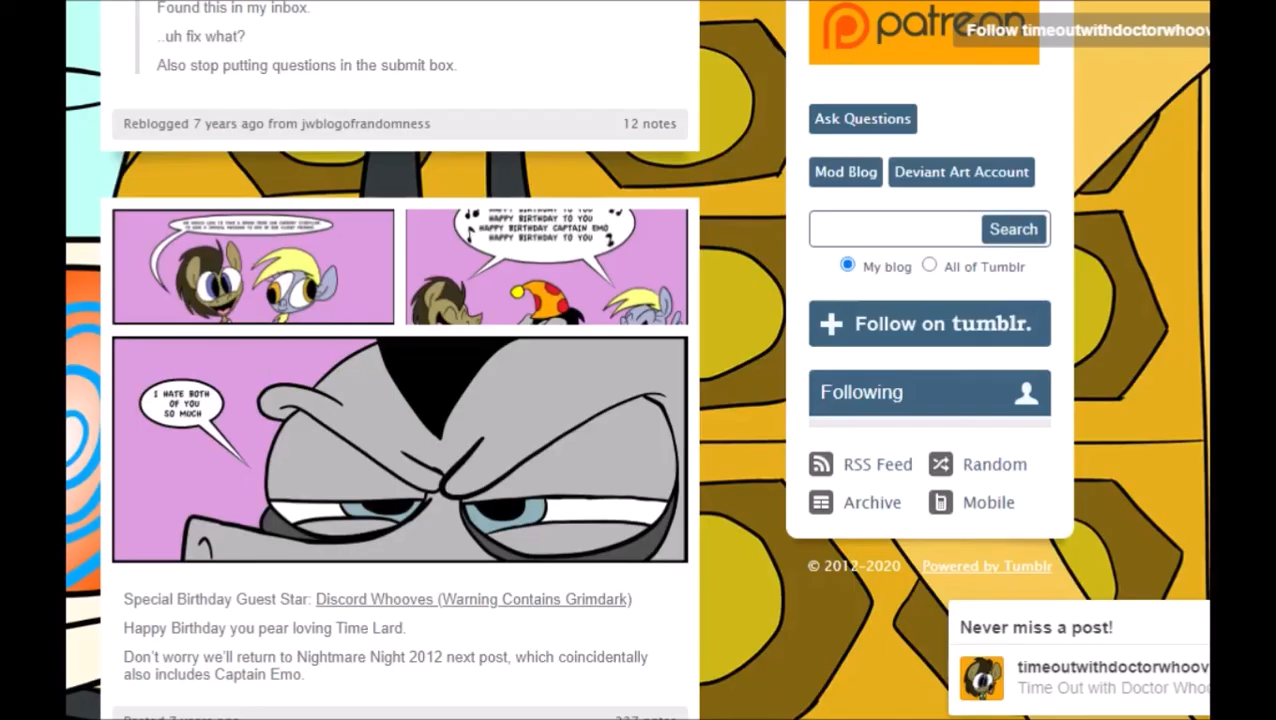 Found this in my inbox.
..uh fix what?
Also stop putting questions in the submit box.
Reblogged 7 years ago from jwblogofrandomness
12 notes
HAPPY BIRTHDAY TO YOU
HAPPY BIRTHDAY CAPTAIN EMO
HAPPY BIRTHDAY TO YOU
I HATE BOTH
OF YOU
SO MUCH
Special Birthday Guest Star: Discord Whooves (Warning Contains Grimdark)
Happy Birthday you pear loving Time Lard.
Don't worry we'll return to Nightmare Night 2012 next post, which coincidentally
also includes Captain Emo.
patreon
Follow timeoutwithdoctorwhoov
Ask Questions
Mod Blog
Deviant Art Account
Search
My blog
All of Tumblr
Follow on tumblr.
Following
RSS Feed
Random
Archive
Mobile
© 2012-2020
Powered by Tumblr
Never miss a post!
timeoutwithdoctorwhoov
Time Out with Doctor Whoo